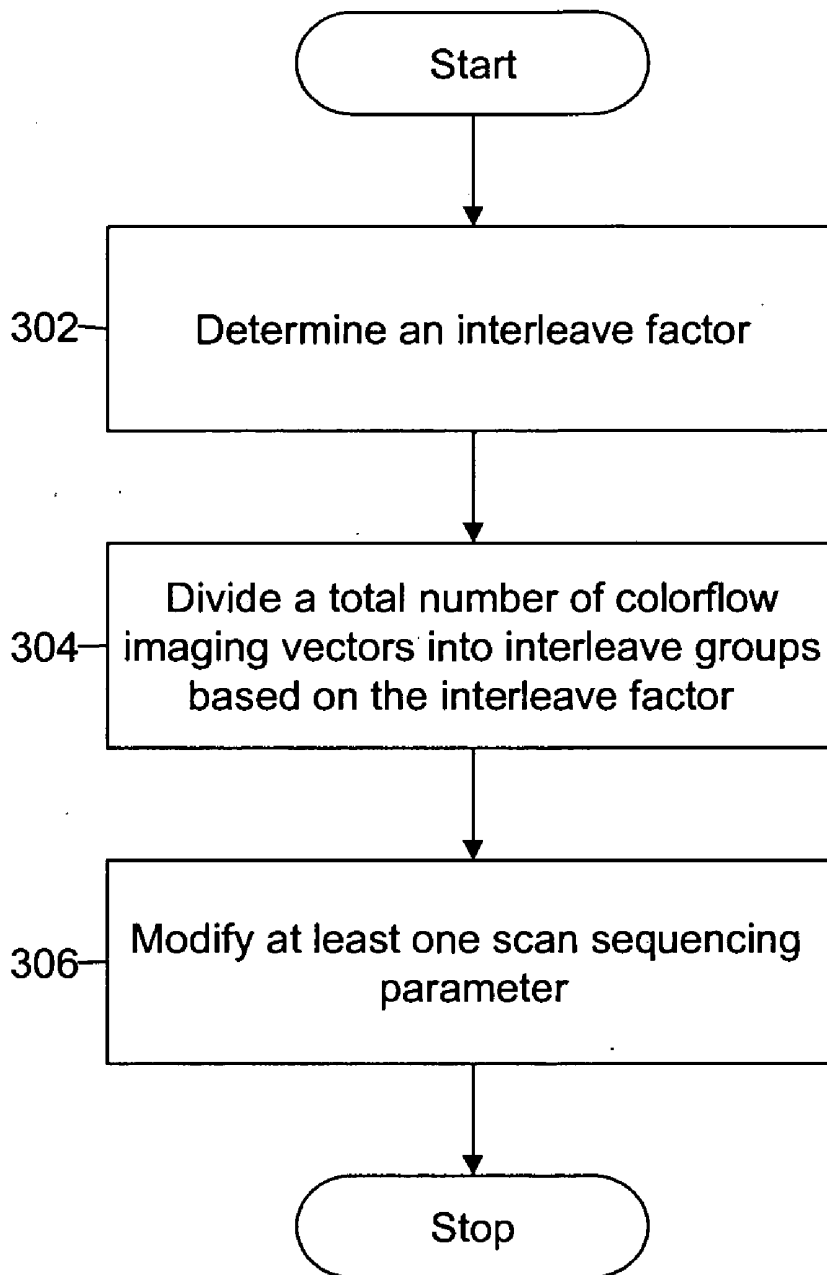 Start
302
Determine an interleave factor
304
Divide a total number of colorflow
imaging vectors into interleave groups
based on the interleave factor
306
Modify at least one scan sequencing
parameter
Stop